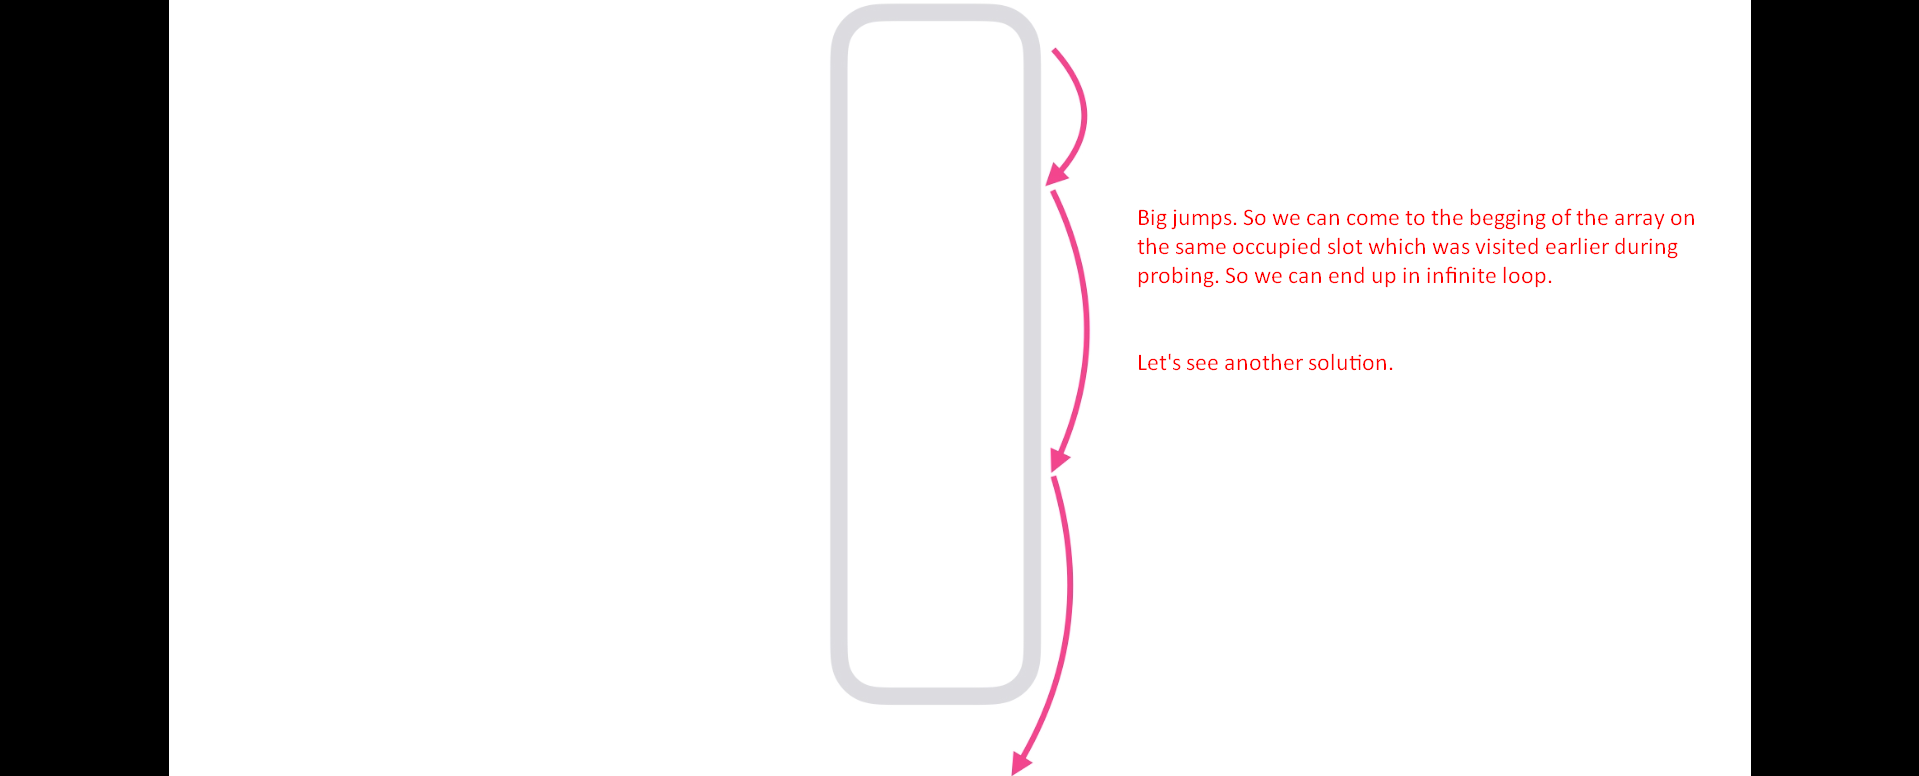 Big jumps. So we can come to the begging of the array on
the same occupied slot which was visited earlier during
probing. So we can end up in infinite loop.
Let's see another solution.